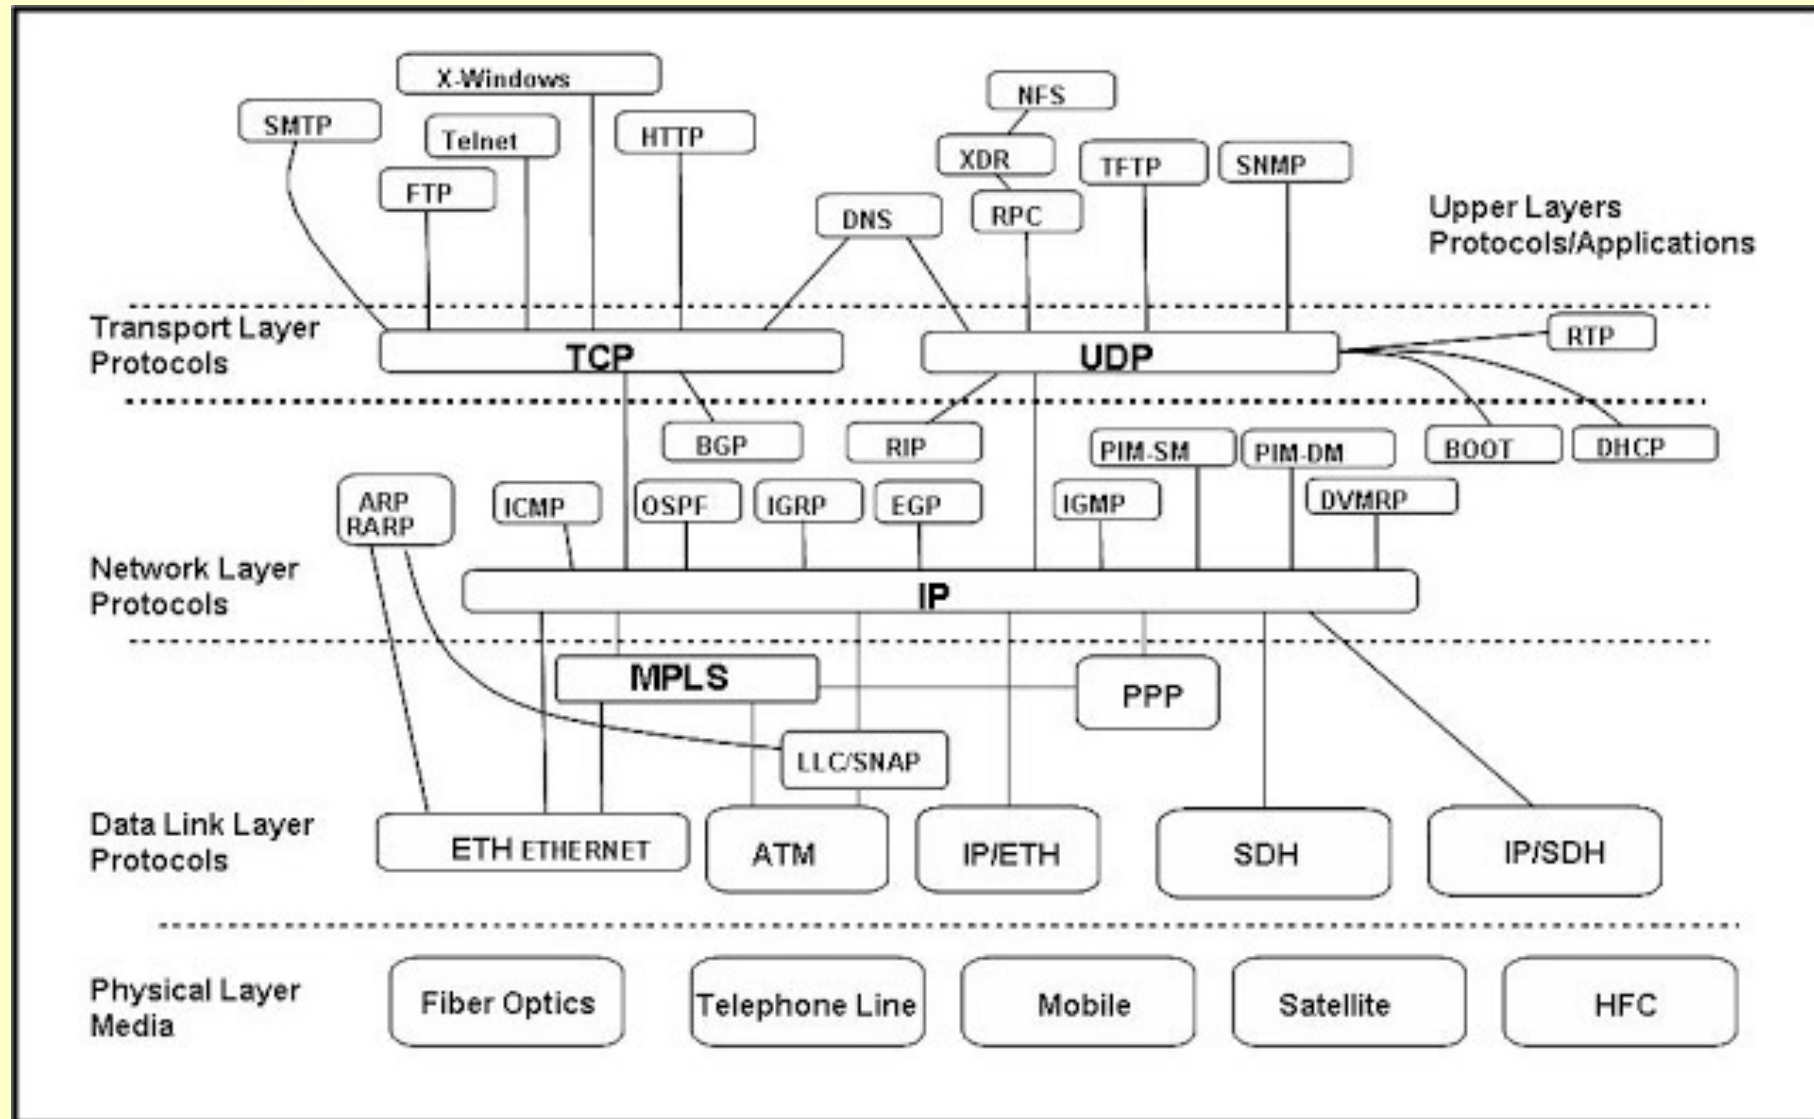 X-Windows
NFS
SMTP
Telnet
HTTP
XDR
TFTP
SNMP
FTP
DNS
RPC
Upper Layers
Protocols/Applications
Transport Layer
Protocols
TCP
UDP
RTP
BGP
RIP
PIM-SM
PIM-DM
BOOT
DHCP
ARP
RARP
ICMP
OSPF
IGRP
EGP
IGMP
DVMRP
Network Layer
Protocols
IP
MPLS
PPP
LLC/SNAP
Data Link Layer
Protocols
ETH ETHERNET
ATM
IP/ETH
SDH
IP/SDH
Physical Layer
Media
Fiber Optics
Telephone Line
Mobile
Satellite
HFC